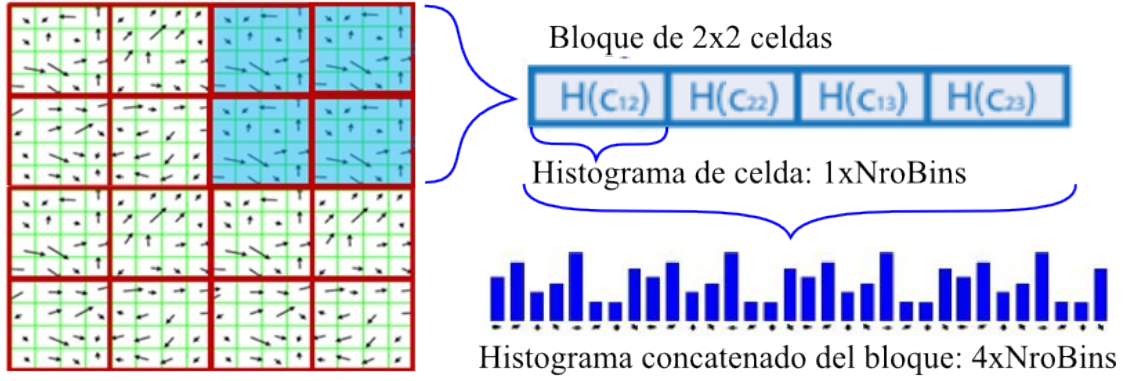 Bloque de 2x2 celdas
H(c12) H(c22) H(c13) H(c23)
Histograma de celda: 1xNroBins
Histograma concatenado del bloque: 4xNroBins